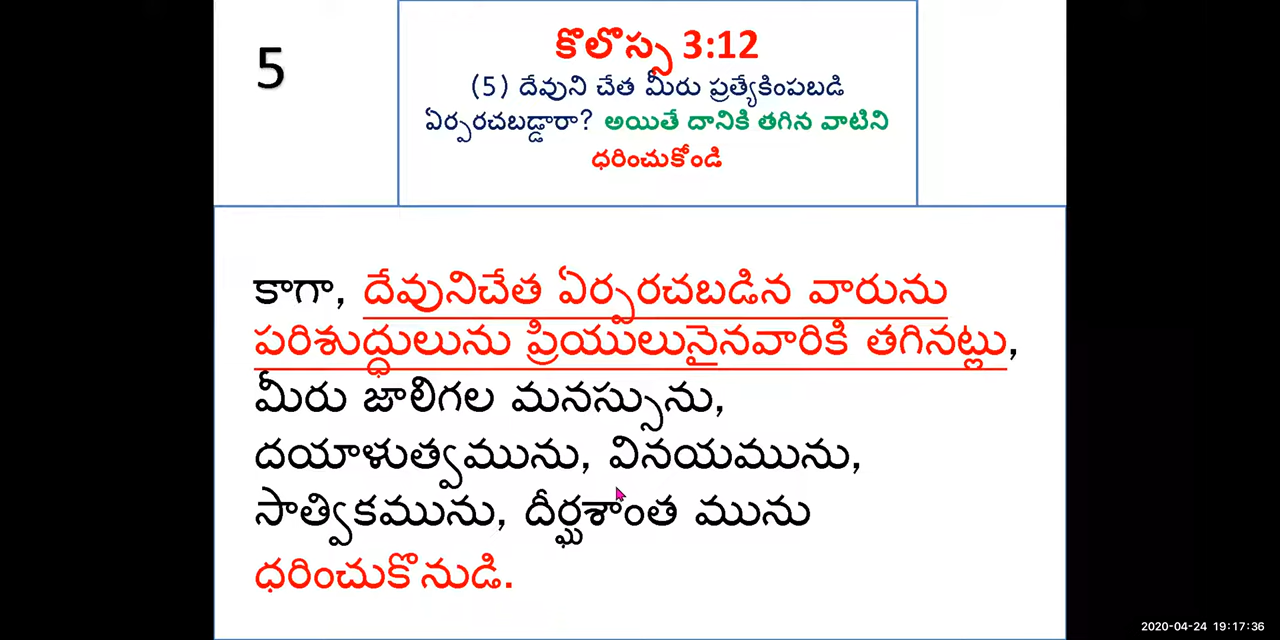 5
కొలొస్స 3:12
(5) దేవుని చేత మీరు ప్రత్యేకింపబడి
ఏర్పరచబడ్డారా? అయితే దానికి తగిన వాటిని
ధరించుకోండి
కాగా, దేవునిచేత ఏర్పరచబడిన వారును
పరిశుద్ధులును ప్రియులునైనవారికి తగినట్లు,
మీరు జాలిగల మనస్సును,
దయాళుత్వమును, వినయమును,
సాత్వికమును, దీర్ఘశాంత మును
ధరించుకొనుడి.
2020-04-24 19:17:36